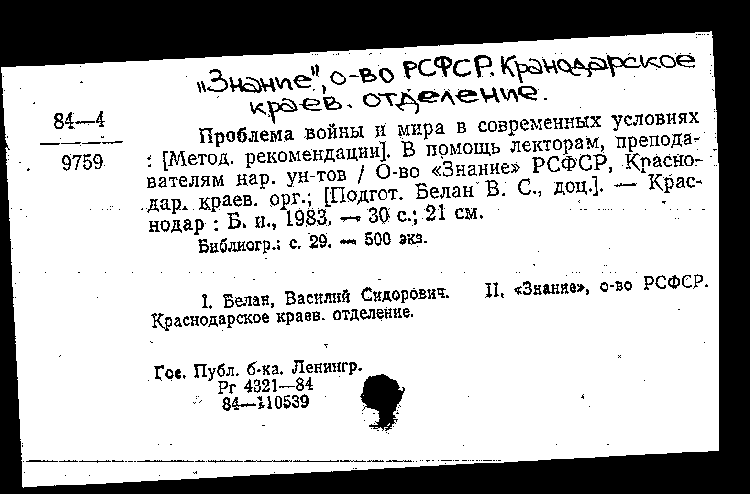 "Знание", о-во РСФСР. Кранодарское
краев. отделение.
84—4
9759
Проблема войны и мира в современных условиях
: [Метод. рекомендации]. В помощь лекторам, препода-
вателям нар. ун-тов / О-во «Знание» РСФСР, Красно-
дар. краев. орг.; [Подгот. Белан В. С., доц.]. — Крас-
нодар : Б. и., 1983. — 30 с.; 21 см.
Библиогр.: с. 29. — 500 экз.
I. Белан, Василий Сидорович. II. «Знание», о-во РСФСР.
Краснодарское краев. отделение.
Гос. Публ. б-ка. Ленингр.
Рг 4321—84
84—110539